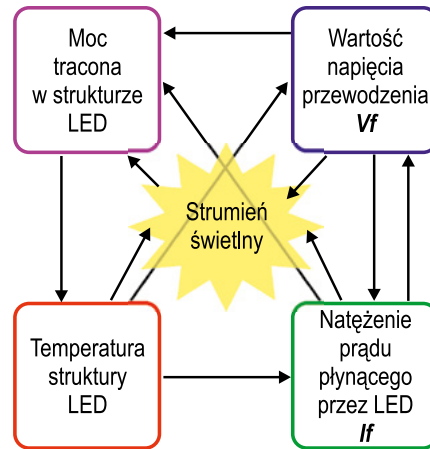 Moc
tracona
w strukturze
LED
Wartość
napięcia
przewodzenia
Vf
Strumień
świetlny
Temperatura
struktury
LED
Natężenie
prądu
płynącego
przez LED
If